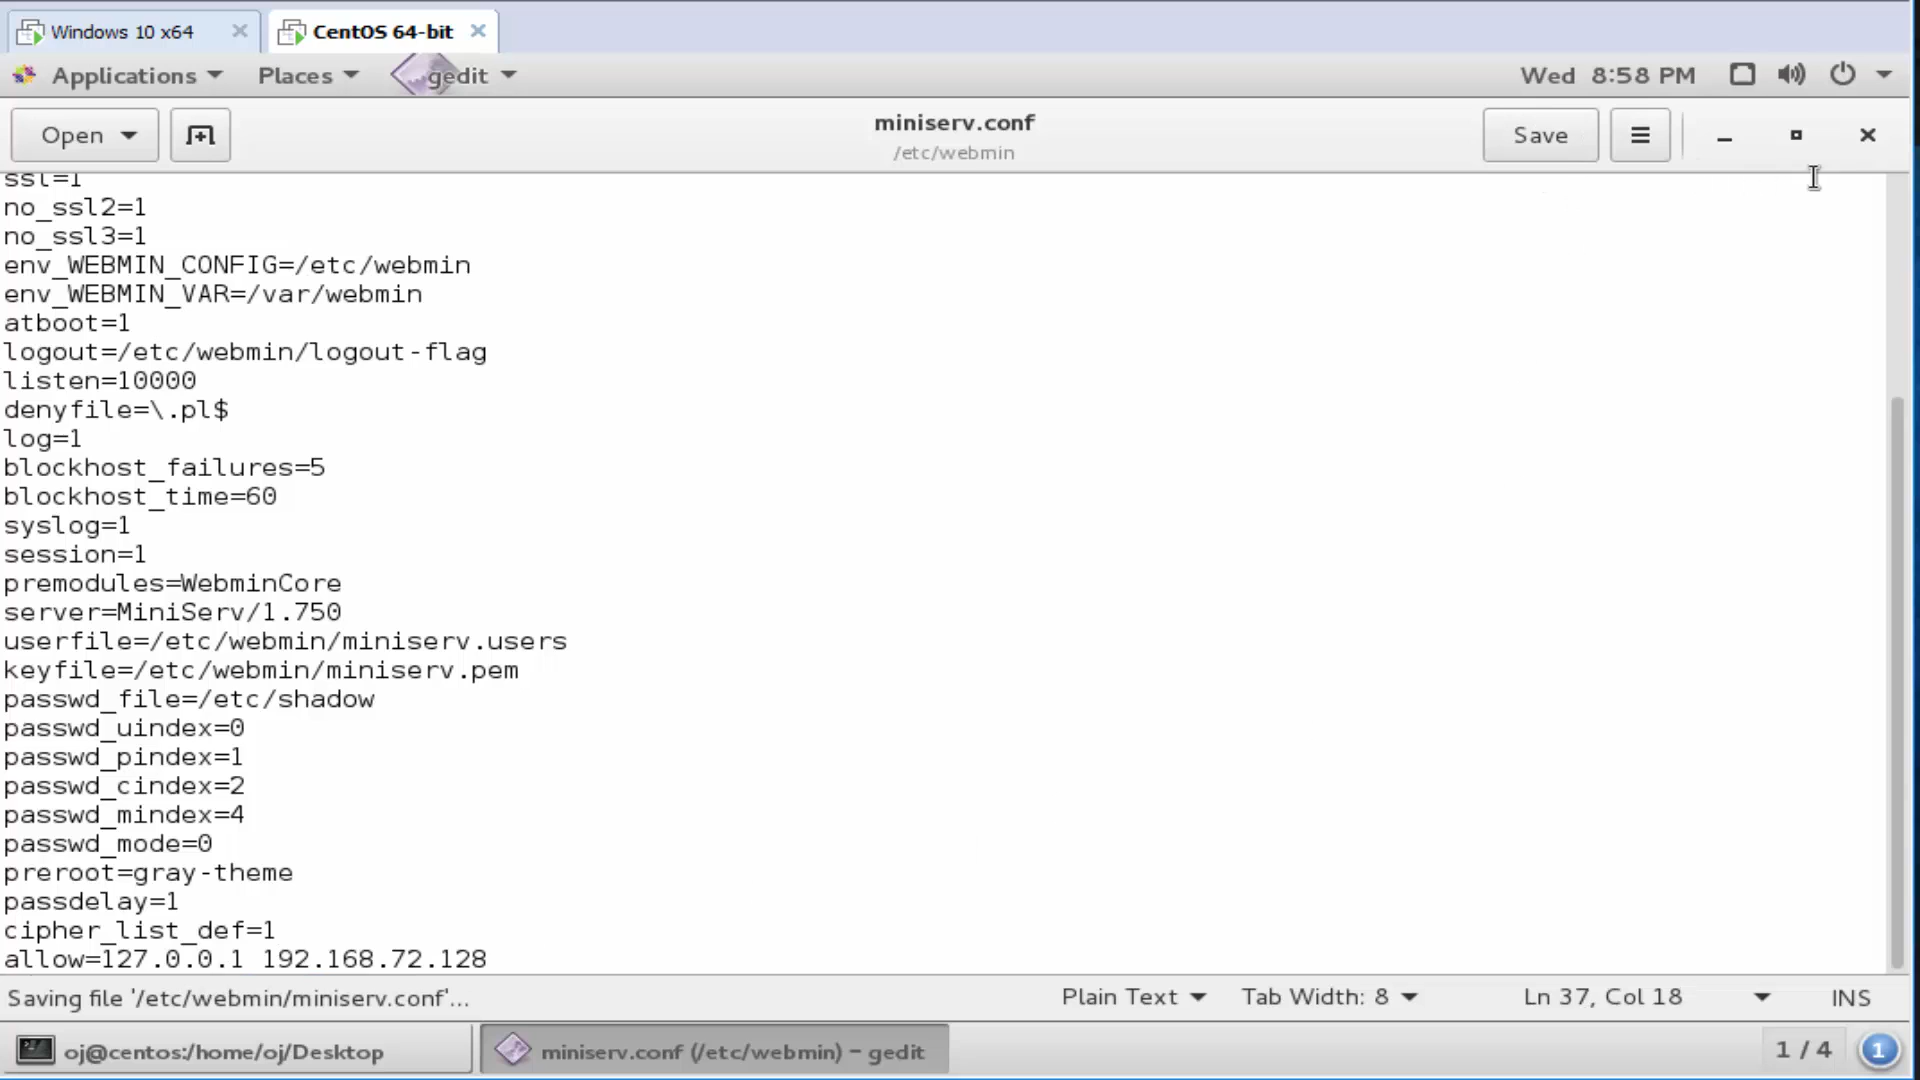 Windows 10 x64
CentOS 64-bit
Applications Places gedit Wed 8:58 PM
Open miniserv.conf Save
/etc/webmin
ssl=1
no_ssl2=1
no_ssl3=1
env_WEBMIN_CONFIG=/etc/webmin
env_WEBMIN_VAR=/var/webmin
atboot=1
logout=/etc/webmin/logout-flag
listen=10000
denyfile=\.pl$
log=1
blockhost_failures=5
blockhost_time=60
syslog=1
session=1
premodules=WebminCore
server=MiniServ/1.750
userfile=/etc/webmin/miniserv.users
keyfile=/etc/webmin/miniserv.pem
passwd_file=/etc/shadow
passwd_uindex=0
passwd_pindex=1
passwd_cindex=2
passwd_mindex=4
passwd_mode=0
preroot=gray-theme
passdelay=1
cipher_list_def=1
allow=127.0.0.1 192.168.72.128
Saving file '/etc/webmin/miniserv.conf'... Plain Text Tab Width: 8 Ln 37, Col 18 INS
oj@centos:/home/oj/Desktop miniserv.conf (/etc/webmin) – gedit 1 / 4 1